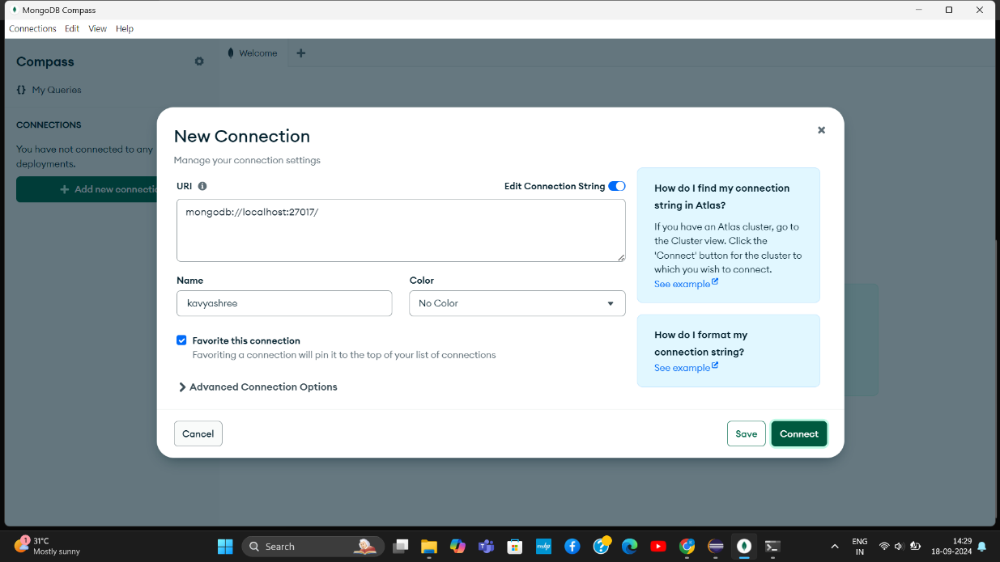 MongoDB Compass
Connections Edit View Help
Compass
Welcome
{} My Queries
CONNECTIONS
You have not connected to any
deployments.
+ Add new connectio
New Connection
Manage your connection settings
URI
Edit Connection String
mongodb://localhost:27017/
Name
Color
kavyashree
No Color
Favorite this connection
Favoriting a connection will pin it to the top of your list of connections
Advanced Connection Options
How do I find my connection
string in Atlas?
If you have an Atlas cluster, go to
the Cluster view. Click the
'Connect' button for the cluster to
which you wish to connect.
See example
How do I format my
connection string?
See example
Cancel
Save
Connect
1
31°C
Mostly sunny
Search
myhp
ENG
IN
14:29
18-09-2024